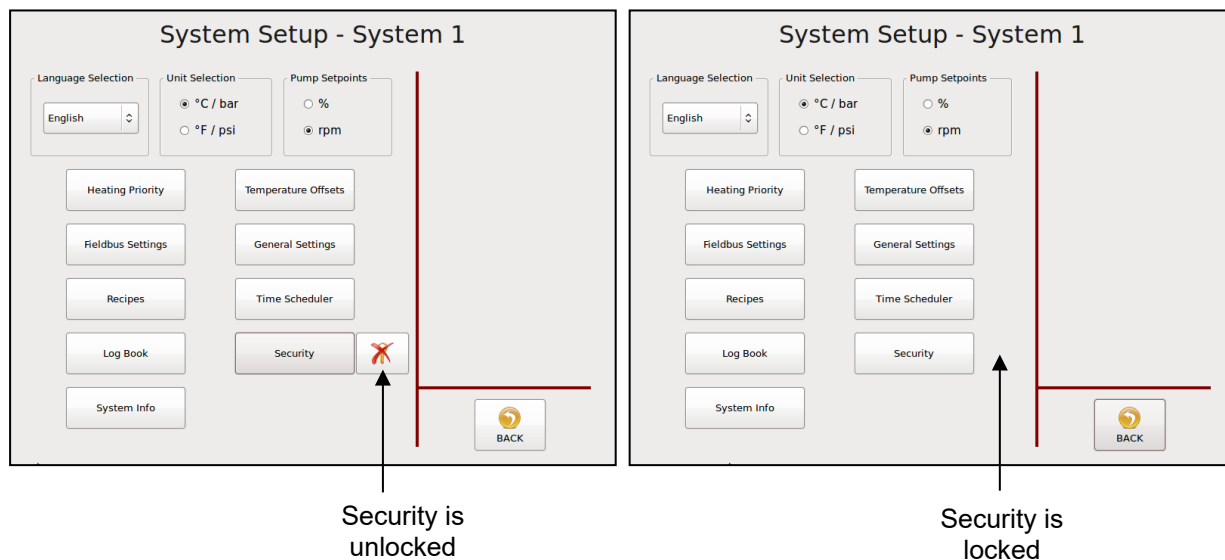 System Setup - System 1
Language Selection
Unit Selection
Pump Setpoints
English
°C / bar
°F / psi
%
rpm
Heating Priority
Temperature Offsets
Fieldbus Settings
General Settings
Recipes
Time Scheduler
Log Book
Security
System Info
BACK
Security is
unlocked
System Setup - System 1
Language Selection
Unit Selection
Pump Setpoints
English
°C / bar
°F / psi
%
rpm
Heating Priority
Temperature Offsets
Fieldbus Settings
General Settings
Recipes
Time Scheduler
Log Book
Security
System Info
BACK
Security is
locked